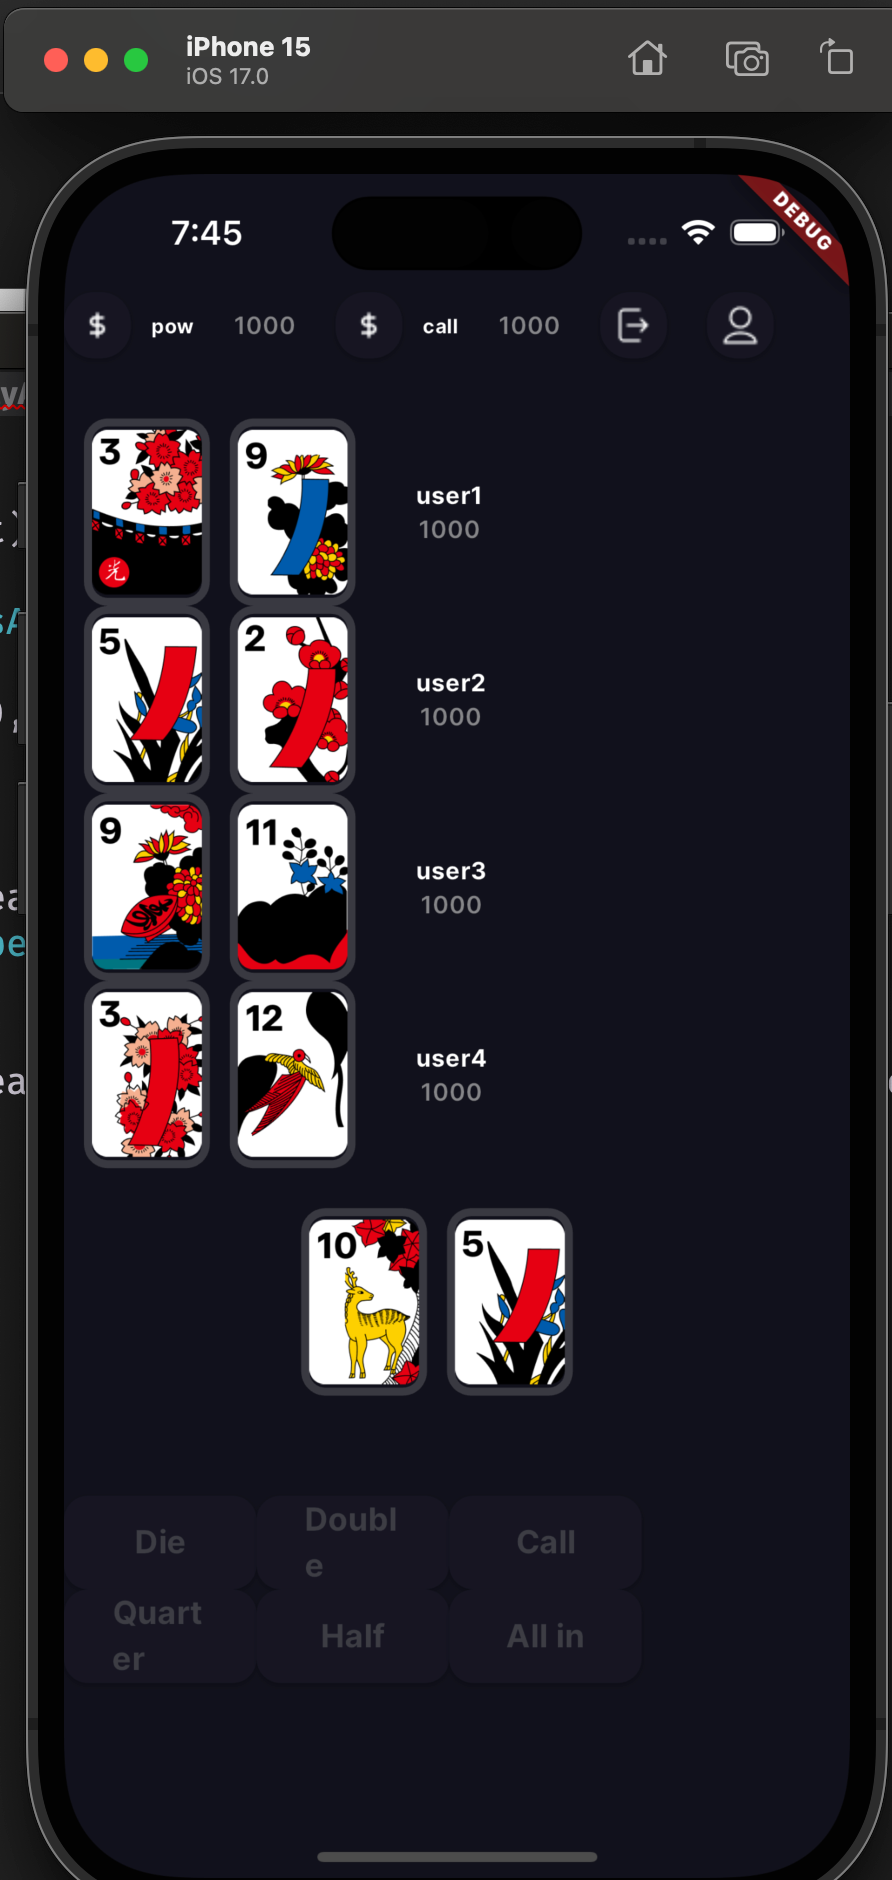 iPhone 15
iOS 17.0
DEBUG
7:45
$ pow 1000 $ call 1000
3 9
光
user1
1000
5 2
user2
1000
9 11
user3
1000
3 12
user4
1000
10 5
Die
Doubl
e
Call
Quart
er
Half
All in